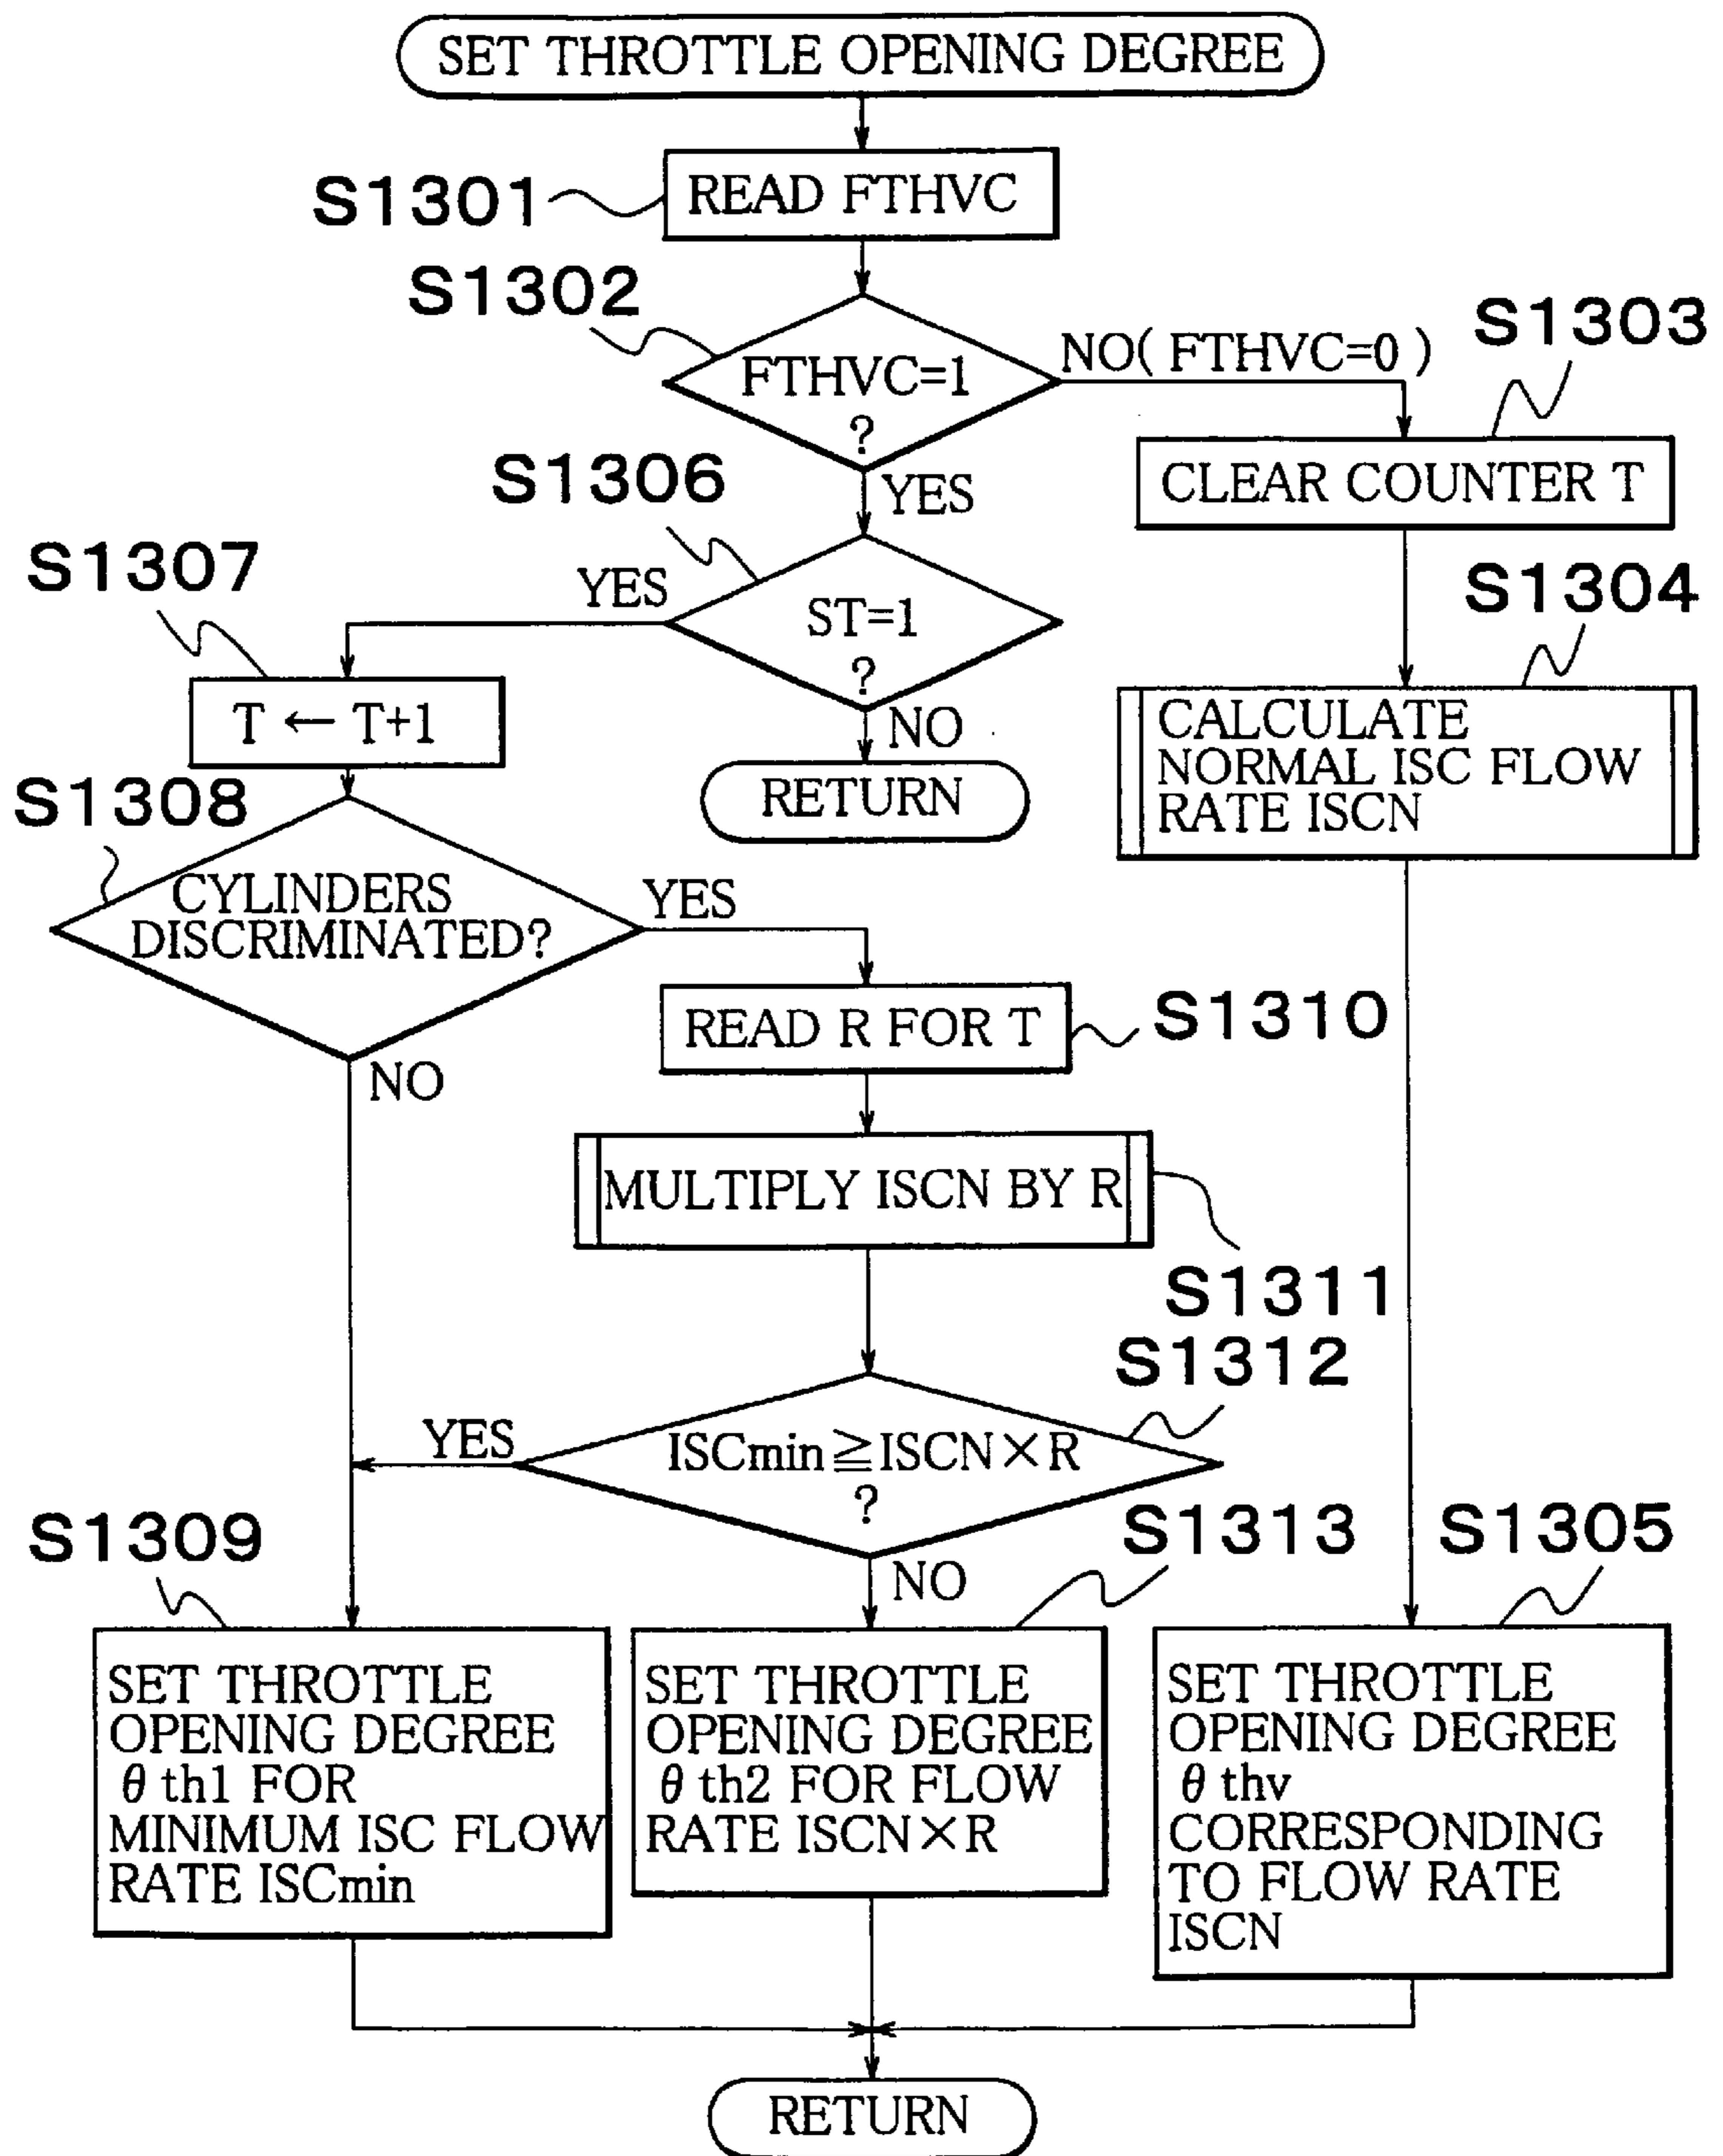 SET THROTTLE OPENING DEGREE
S1301
READ FTHVC
S1302
FTHVC=1
?
NO( FTHVC=0 )
S1303
CLEAR COUNTER T
YES
S1306
ST=1
?
YES
NO
RETURN
S1304
CALCULATE
NORMAL ISC FLOW
RATE ISCN
S1307
T ← T+1
S1308
CYLINDERS
DISCRIMINATED?
YES
NO
READ R FOR T
S1310
MULTIPLY ISCN BY R
S1311
S1312
ISCmin≧ISCN×R
?
YES
NO
S1309
SET THROTTLE
OPENING DEGREE
θ th1 FOR
MINIMUM ISC FLOW
RATE ISCmin
S1313
SET THROTTLE
OPENING DEGREE
θ th2 FOR FLOW
RATE ISCN×R
S1305
SET THROTTLE
OPENING DEGREE
θ thv
CORRESPONDING
TO FLOW RATE
ISCN
RETURN